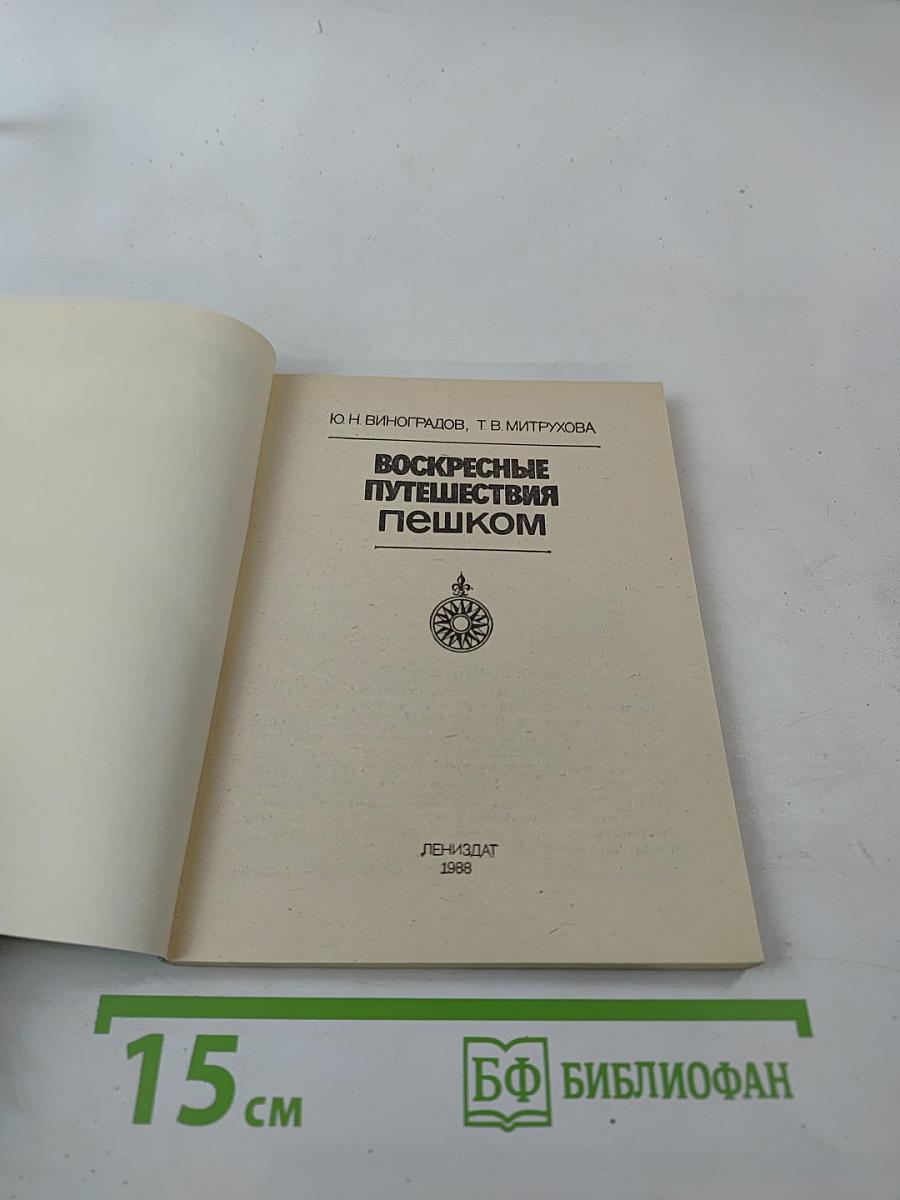 Ю. Н. ВИНОГРАДОВ, Т. В. МИТРУХОВА
ВОСКРЕСНЫЕ
ПУТЕШЕСТВИЯ
пешком
ЛЕНИЗДАТ
1988
15 см
БФ БИБЛИОФАН